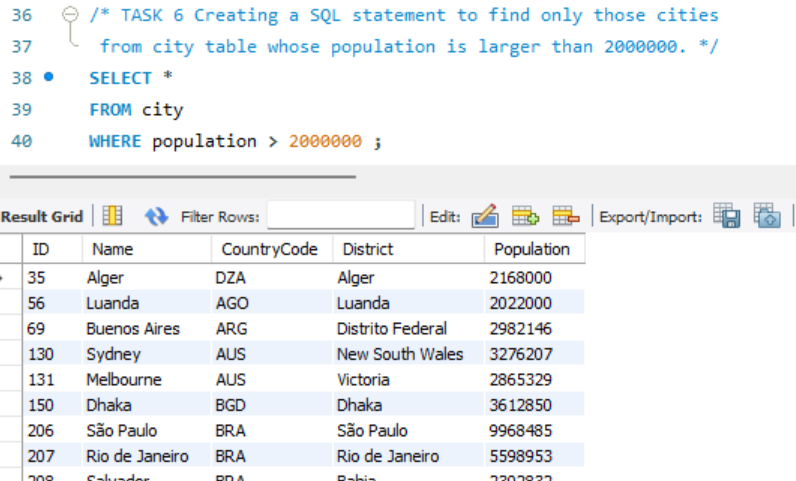 36 /* TASK 6 Creating a SQL statement to find only those cities
37 from city table whose population is larger than 2000000. */
38 SELECT *
39 FROM city
40 WHERE population > 2000000 ;
Result Grid Filter Rows: Edit: Export/Import:
ID Name CountryCode District Population
35 Alger DZA Alger 2168000
56 Luanda AGO Luanda 2022000
69 Buenos Aires ARG Distrito Federal 2982146
130 Sydney AUS New South Wales 3276207
131 Melbourne AUS Victoria 2865329
150 Dhaka BGD Dhaka 3612850
206 São Paulo BRA São Paulo 9968485
207 Rio de Janeiro BRA Rio de Janeiro 5598953
208 Salvador BRA Bahia 2302832